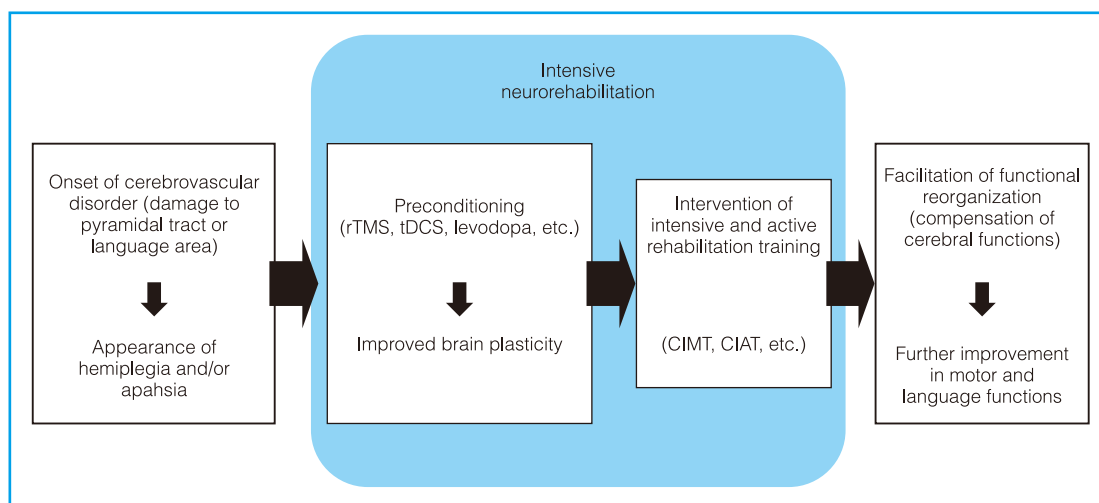 Intensive
neurorehabilitation
Onset of cerebrovascular
disorder (damage to
pyramidal tract or
language area)
Appearance of
hemiplegia and/or
apahsia
Preconditioning
(rTMS, tDCS, levodopa, etc.)
Improved brain plasticity
Intervention of
intensive and active
rehabilitation training
(CIMT, CIAT, etc.)
Facilitation of functional
reorganization
(compensation of
cerebral functions)
Further improvement
in motor and
language functions